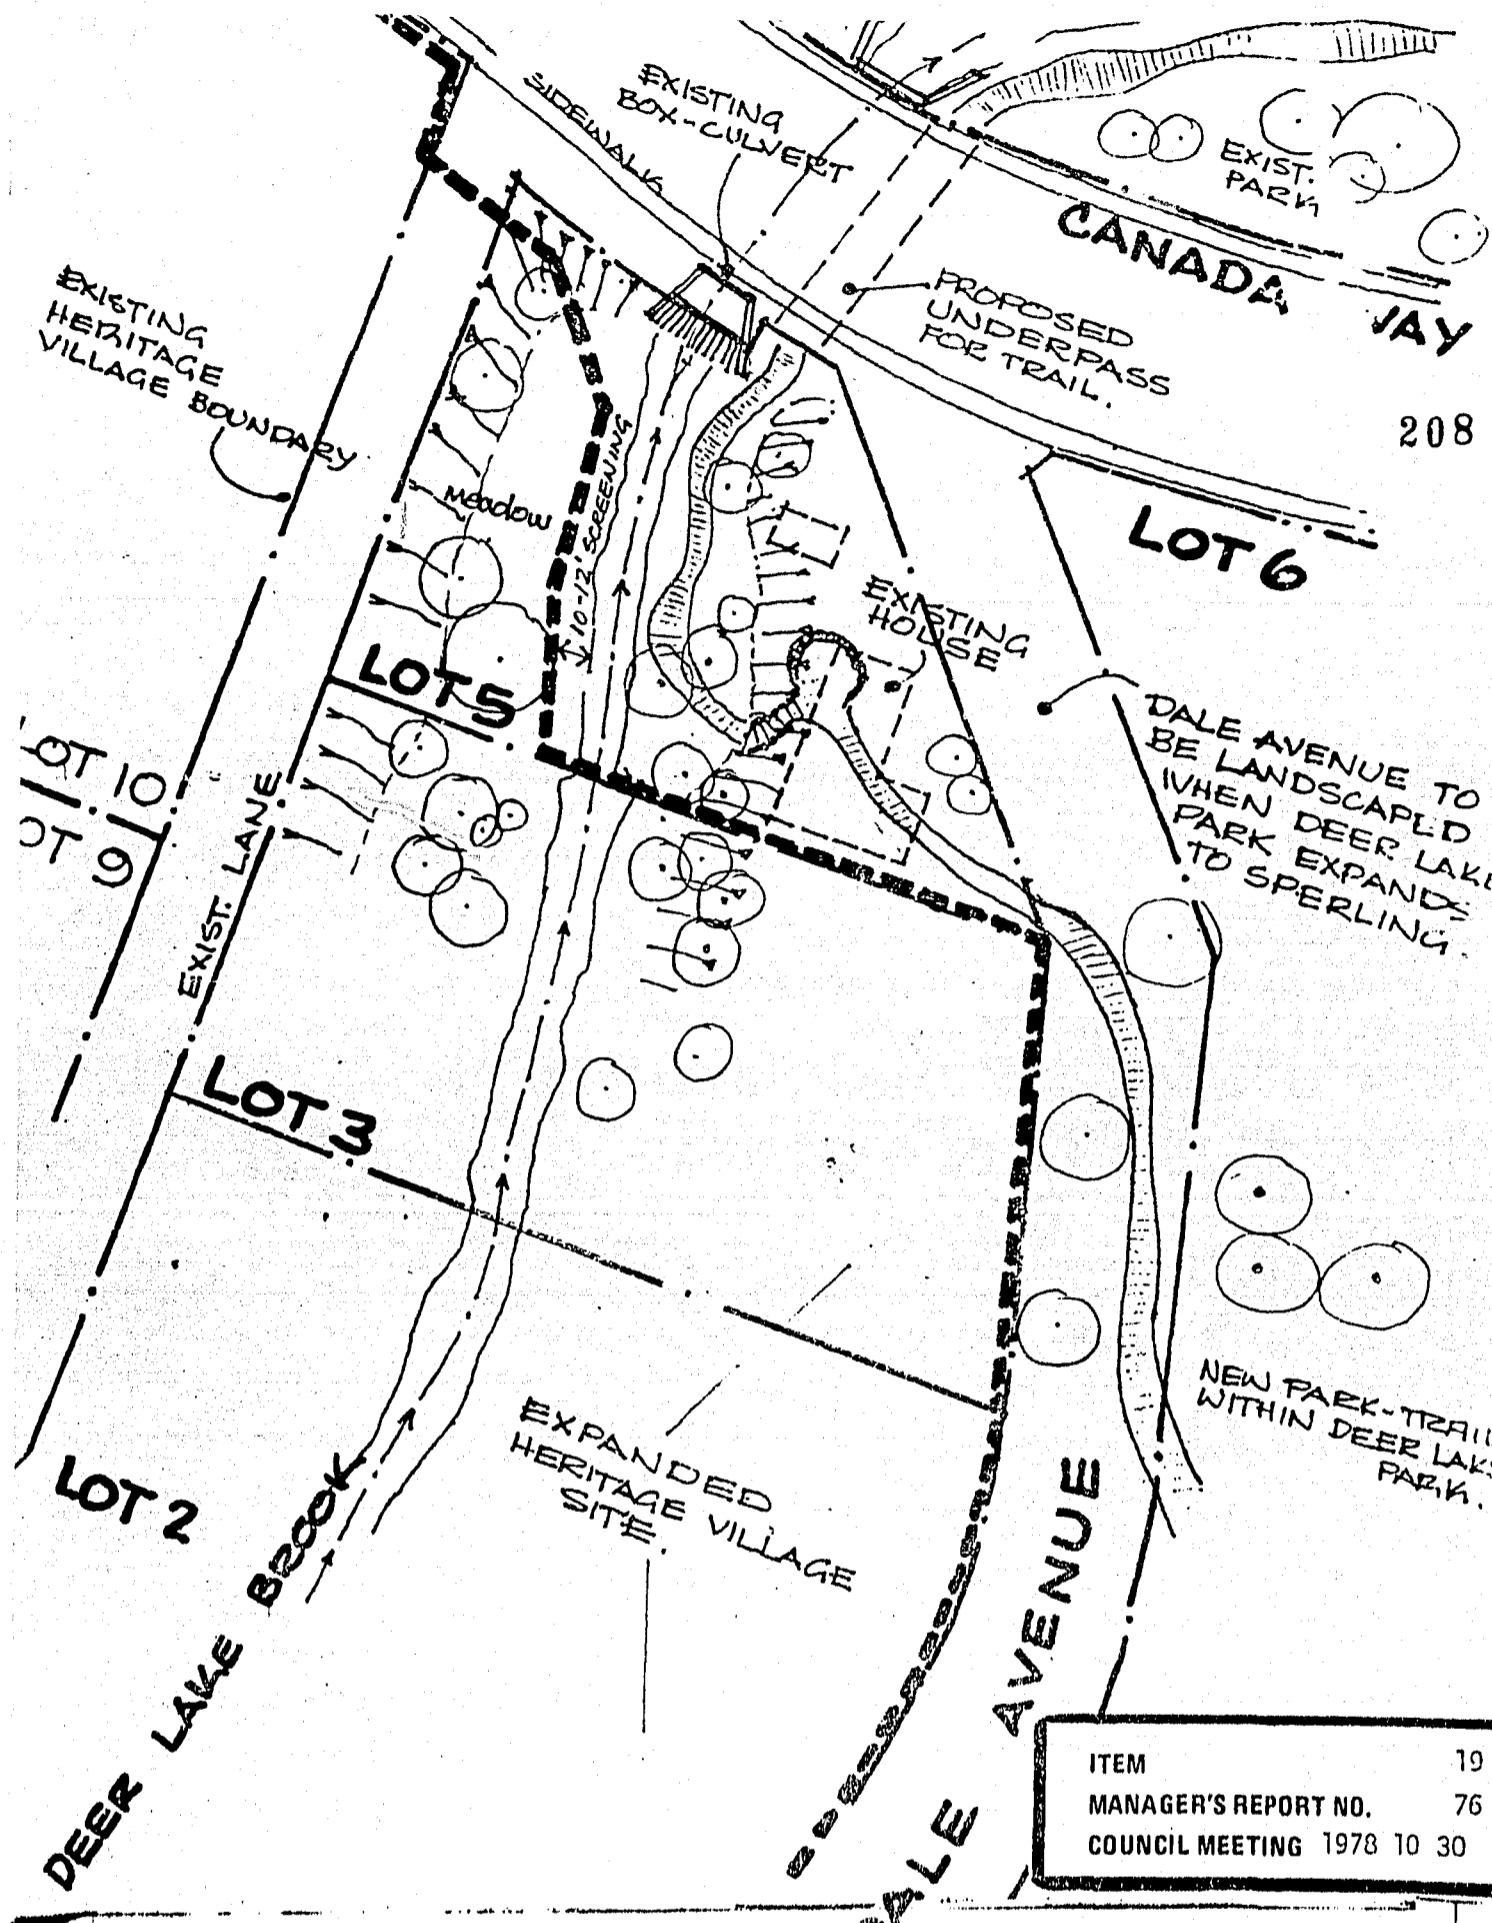 EXISTING
BOX-CULVERT
SIDEWALK
EXIST.
PARK
CANADA WAY
EXISTING
HERITAGE
VILLAGE BOUNDARY
PROPOSED
UNDERPASS
FOR TRAIL.
208
meadow
10-12' SCREENING
LOT 6
EXISTING
HOUSE
LOT 5
DALE AVENUE TO
BE LANDSCAPED
WHEN DEER LAKE
PARK EXPANDS
TO SPERLING.
LOT 10
LOT 9
EXIST. LANE
LOT 3
NEW PARK-TRAIL
WITHIN DEER LAKE
PARK.
EXPANDED
HERITAGE VILLAGE
SITE.
LOT 2
DEER LAKE BROOK
DALE AVENUE
ITEM 19
MANAGER'S REPORT NO. 76
COUNCIL MEETING 1978 10 30